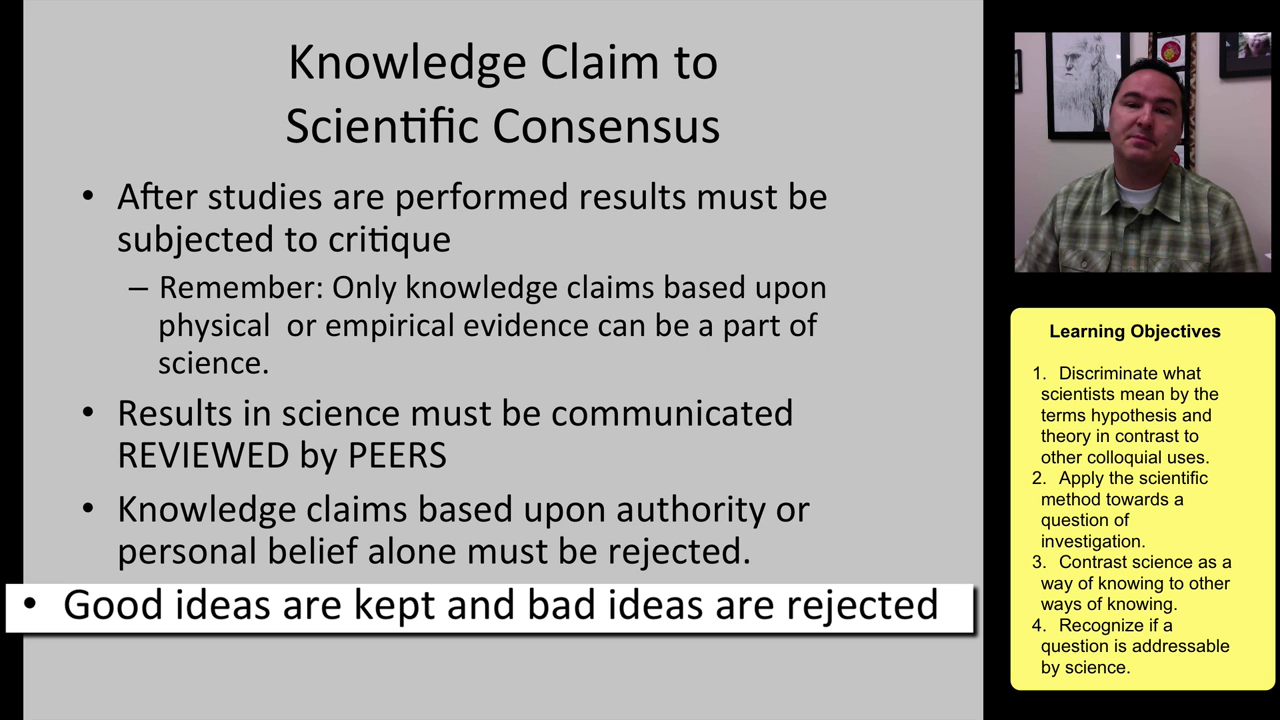 Knowledge Claim to
Scientific Consensus
• After studies are performed results must be
subjected to critique
– Remember: Only knowledge claims based upon
physical or empirical evidence can be a part of
science.
• Results in science must be communicated
REVIEWED by PEERS
• Knowledge claims based upon authority or
personal belief alone must be rejected.
• Good ideas are kept and bad ideas are rejected
Learning Objectives
1. Discriminate what
scientists mean by the
terms hypothesis and
theory in contrast to
other colloquial uses.
2. Apply the scientific
method towards a
question of
investigation.
3. Contrast science as a
way of knowing to other
ways of knowing.
4. Recognize if a
question is addressable
by science.